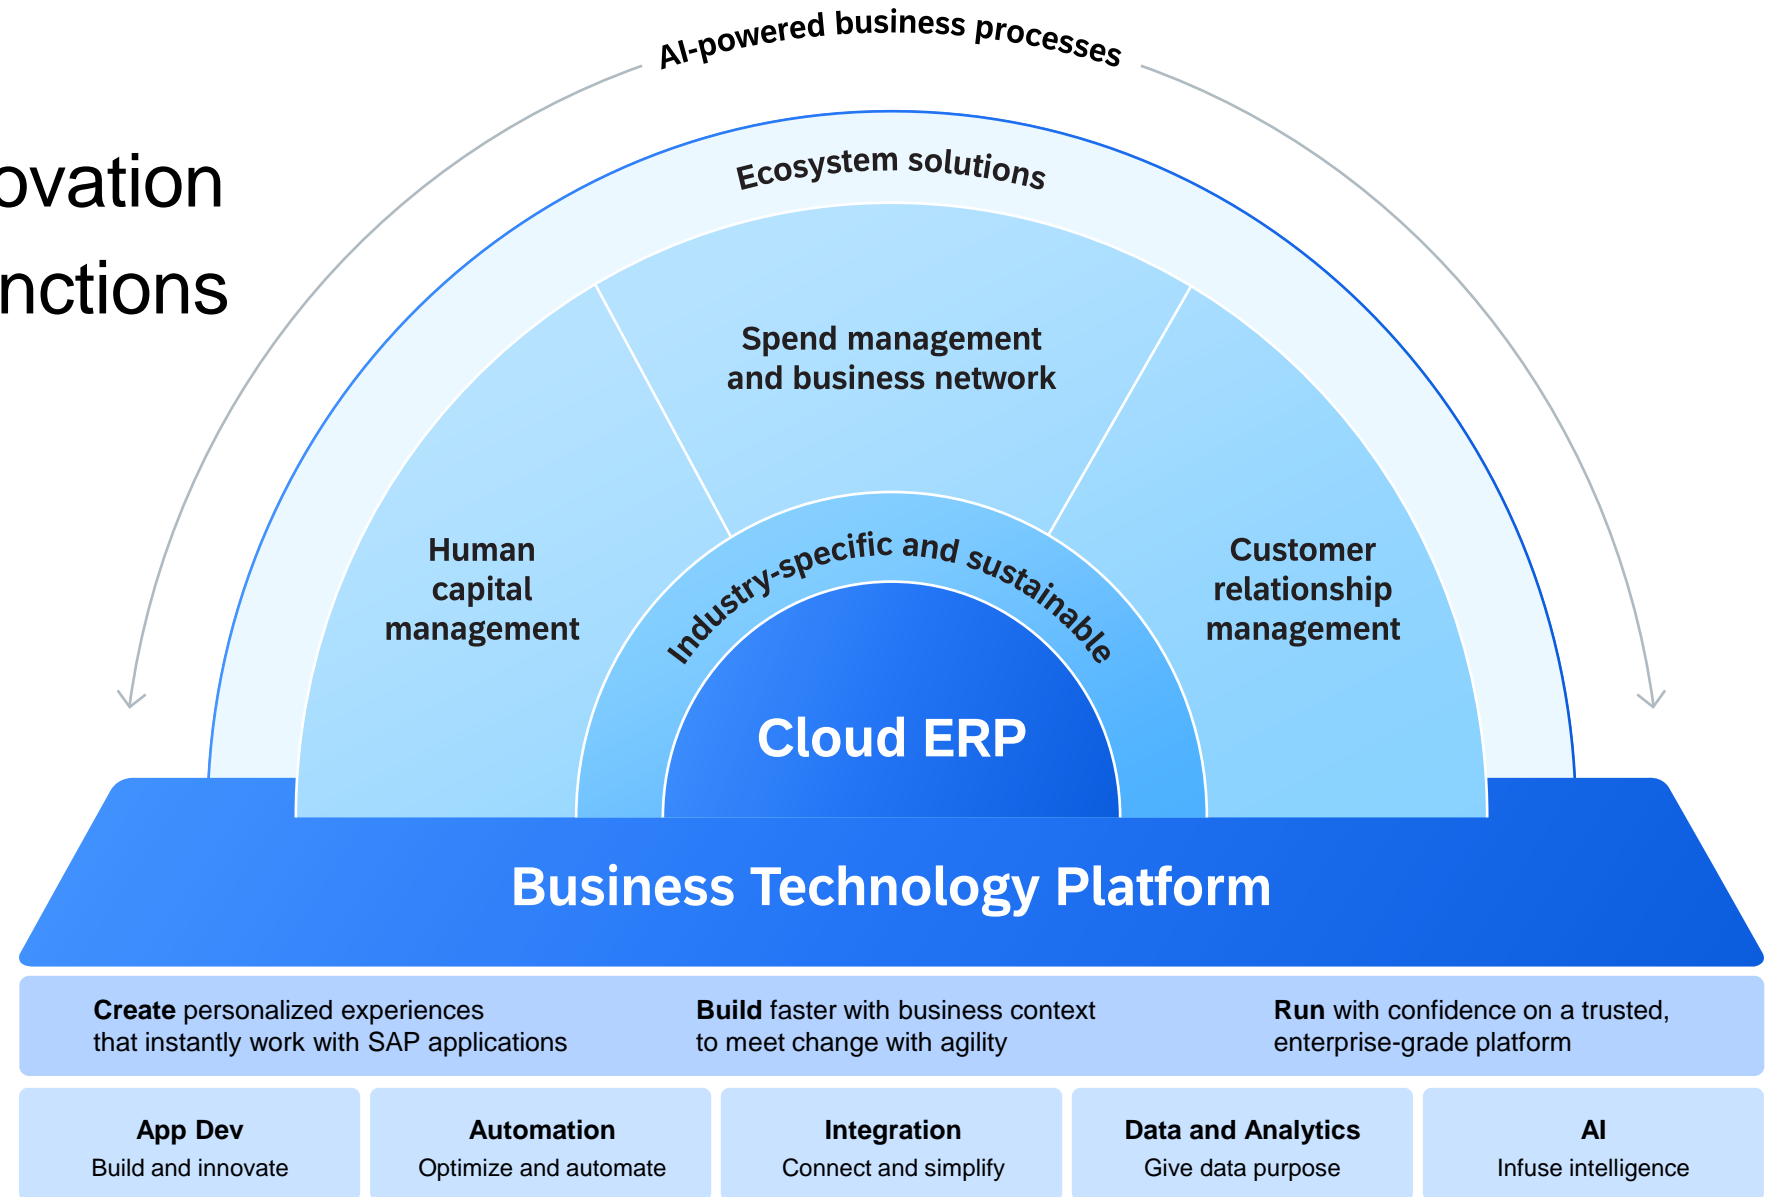 AI-powered business processes
ovation
nctions
Ecosystem solutions
Spend management
and business network
Human
capital
management
Customer
relationship
management
Industry-specific and sustainable
Cloud ERP
Business Technology Platform
Create personalized experiences
that instantly work with SAP applications
Build faster with business context
to meet change with agility
Run with confidence on a trusted,
enterprise-grade platform
App Dev
Build and innovate
Automation
Optimize and automate
Integration
Connect and simplify
Data and Analytics
Give data purpose
AI
Infuse intelligence